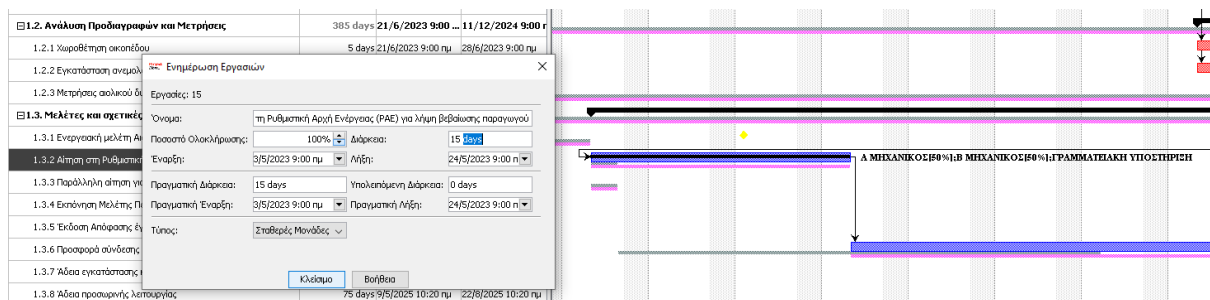 1.2. Ανάλυση Προδιαγραφών και Μετρήσεις 385 days 21/6/2023 9:00 ... 11/12/2024 9:00 π
1.2.1 Χωροθέτηση οικοπέδου 5 days 21/6/2023 9:00 πμ 28/6/2023 9:00 πμ
1.2.2 Εγκατάσταση ανεμολ
1.2.3 Μετρήσεις αιολικού δυ
1.3. Μελέτες και σχετικές
1.3.1 Ενεργειακή μελέτη Αι
1.3.2 Αίτηση στη Ρυθμιστικ
1.3.3 Παράλληλη αίτηση για
1.3.4 Εκπόνηση Μελέτης Π
1.3.5 Έκδοση Απόφασης έγ
1.3.6 Προσφορά σύνδεσης
1.3.7 Άδεια εγκατάστασης
1.3.8 Άδεια προσωρινής λειτουργίας 75 days 9/5/2025 10:20 πμ 22/8/2025 10:20 πμ
Ενημέρωση Εργασιών
Εργασίες: 15
Όνομα: τη Ρυθμιστική Αρχή Ενέργειας (ΡΑΕ) για λήψη βεβαίωσης παραγωγού
Ποσοστό Ολοκλήρωσης: 100% Διάρκεια: 15 days
Έναρξη: 3/5/2023 9:00 πμ Λήξη: 24/5/2023 9:00 π
Πραγματική Διάρκεια: 15 days Υπολειπόμενη Διάρκεια: 0 days
Πραγματική Έναρξη: 3/5/2023 9:00 πμ Πραγματική Λήξη: 24/5/2023 9:00 π
Τύπος: Σταθερές Μονάδες
Κλείσιμο Βοήθεια
Α ΜΗΧΑΝΙΚΟΣ[50%];Β ΜΗΧΑΝΙΚΟΣ[50%];ΓΡΑΜΜΑΤΕΙΑΚΗ ΥΠΟΣΤΗΡΙΞΗ